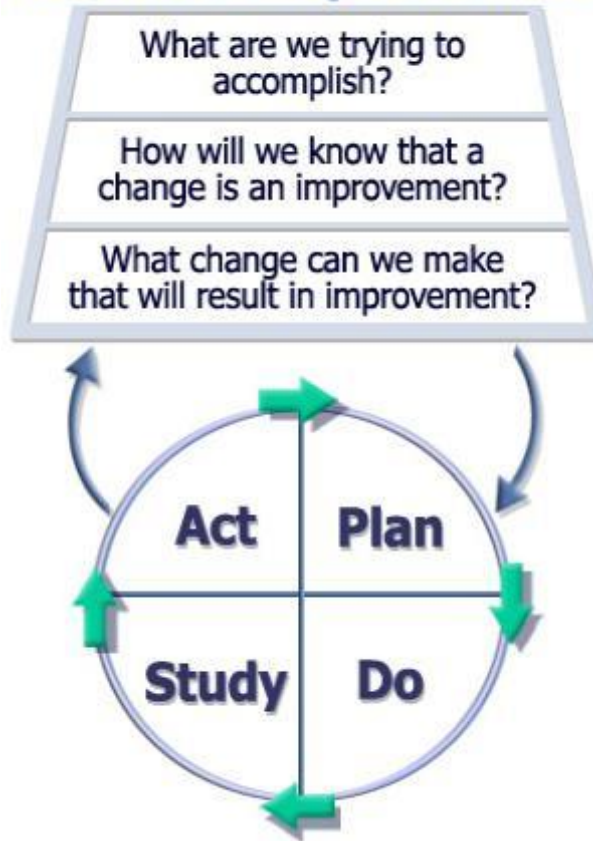 What are we trying to
accomplish?
How will we know that a
change is an improvement?
What change can we make
that will result in improvement?
Act
Plan
Study
Do